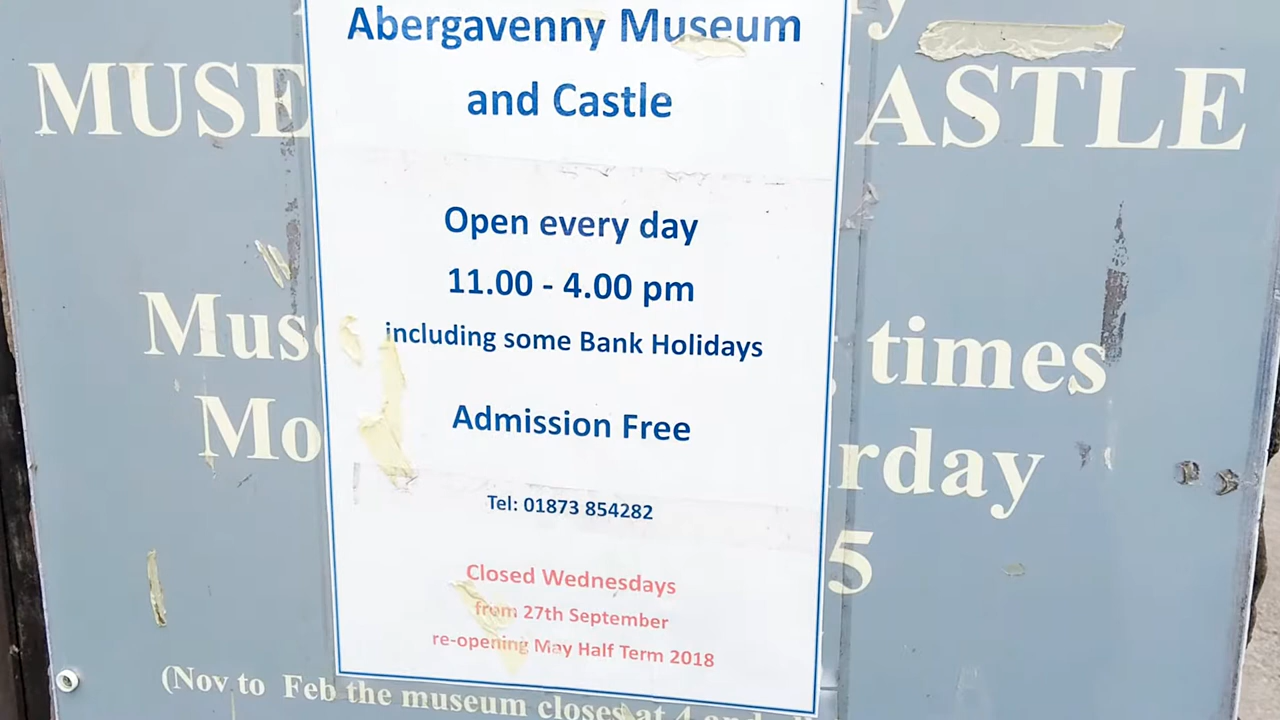 Abergavenny Museum
and Castle
Open every day
11.00 - 4.00 pm
including some Bank Holidays
Admission Free
Tel: 01873 854282
Closed Wednesdays
from 27th September
re-opening May Half Term 2018
MUSE ASTLE
Mus times
Mo rday
5
(Nov to Feb the museum closes at 4 and